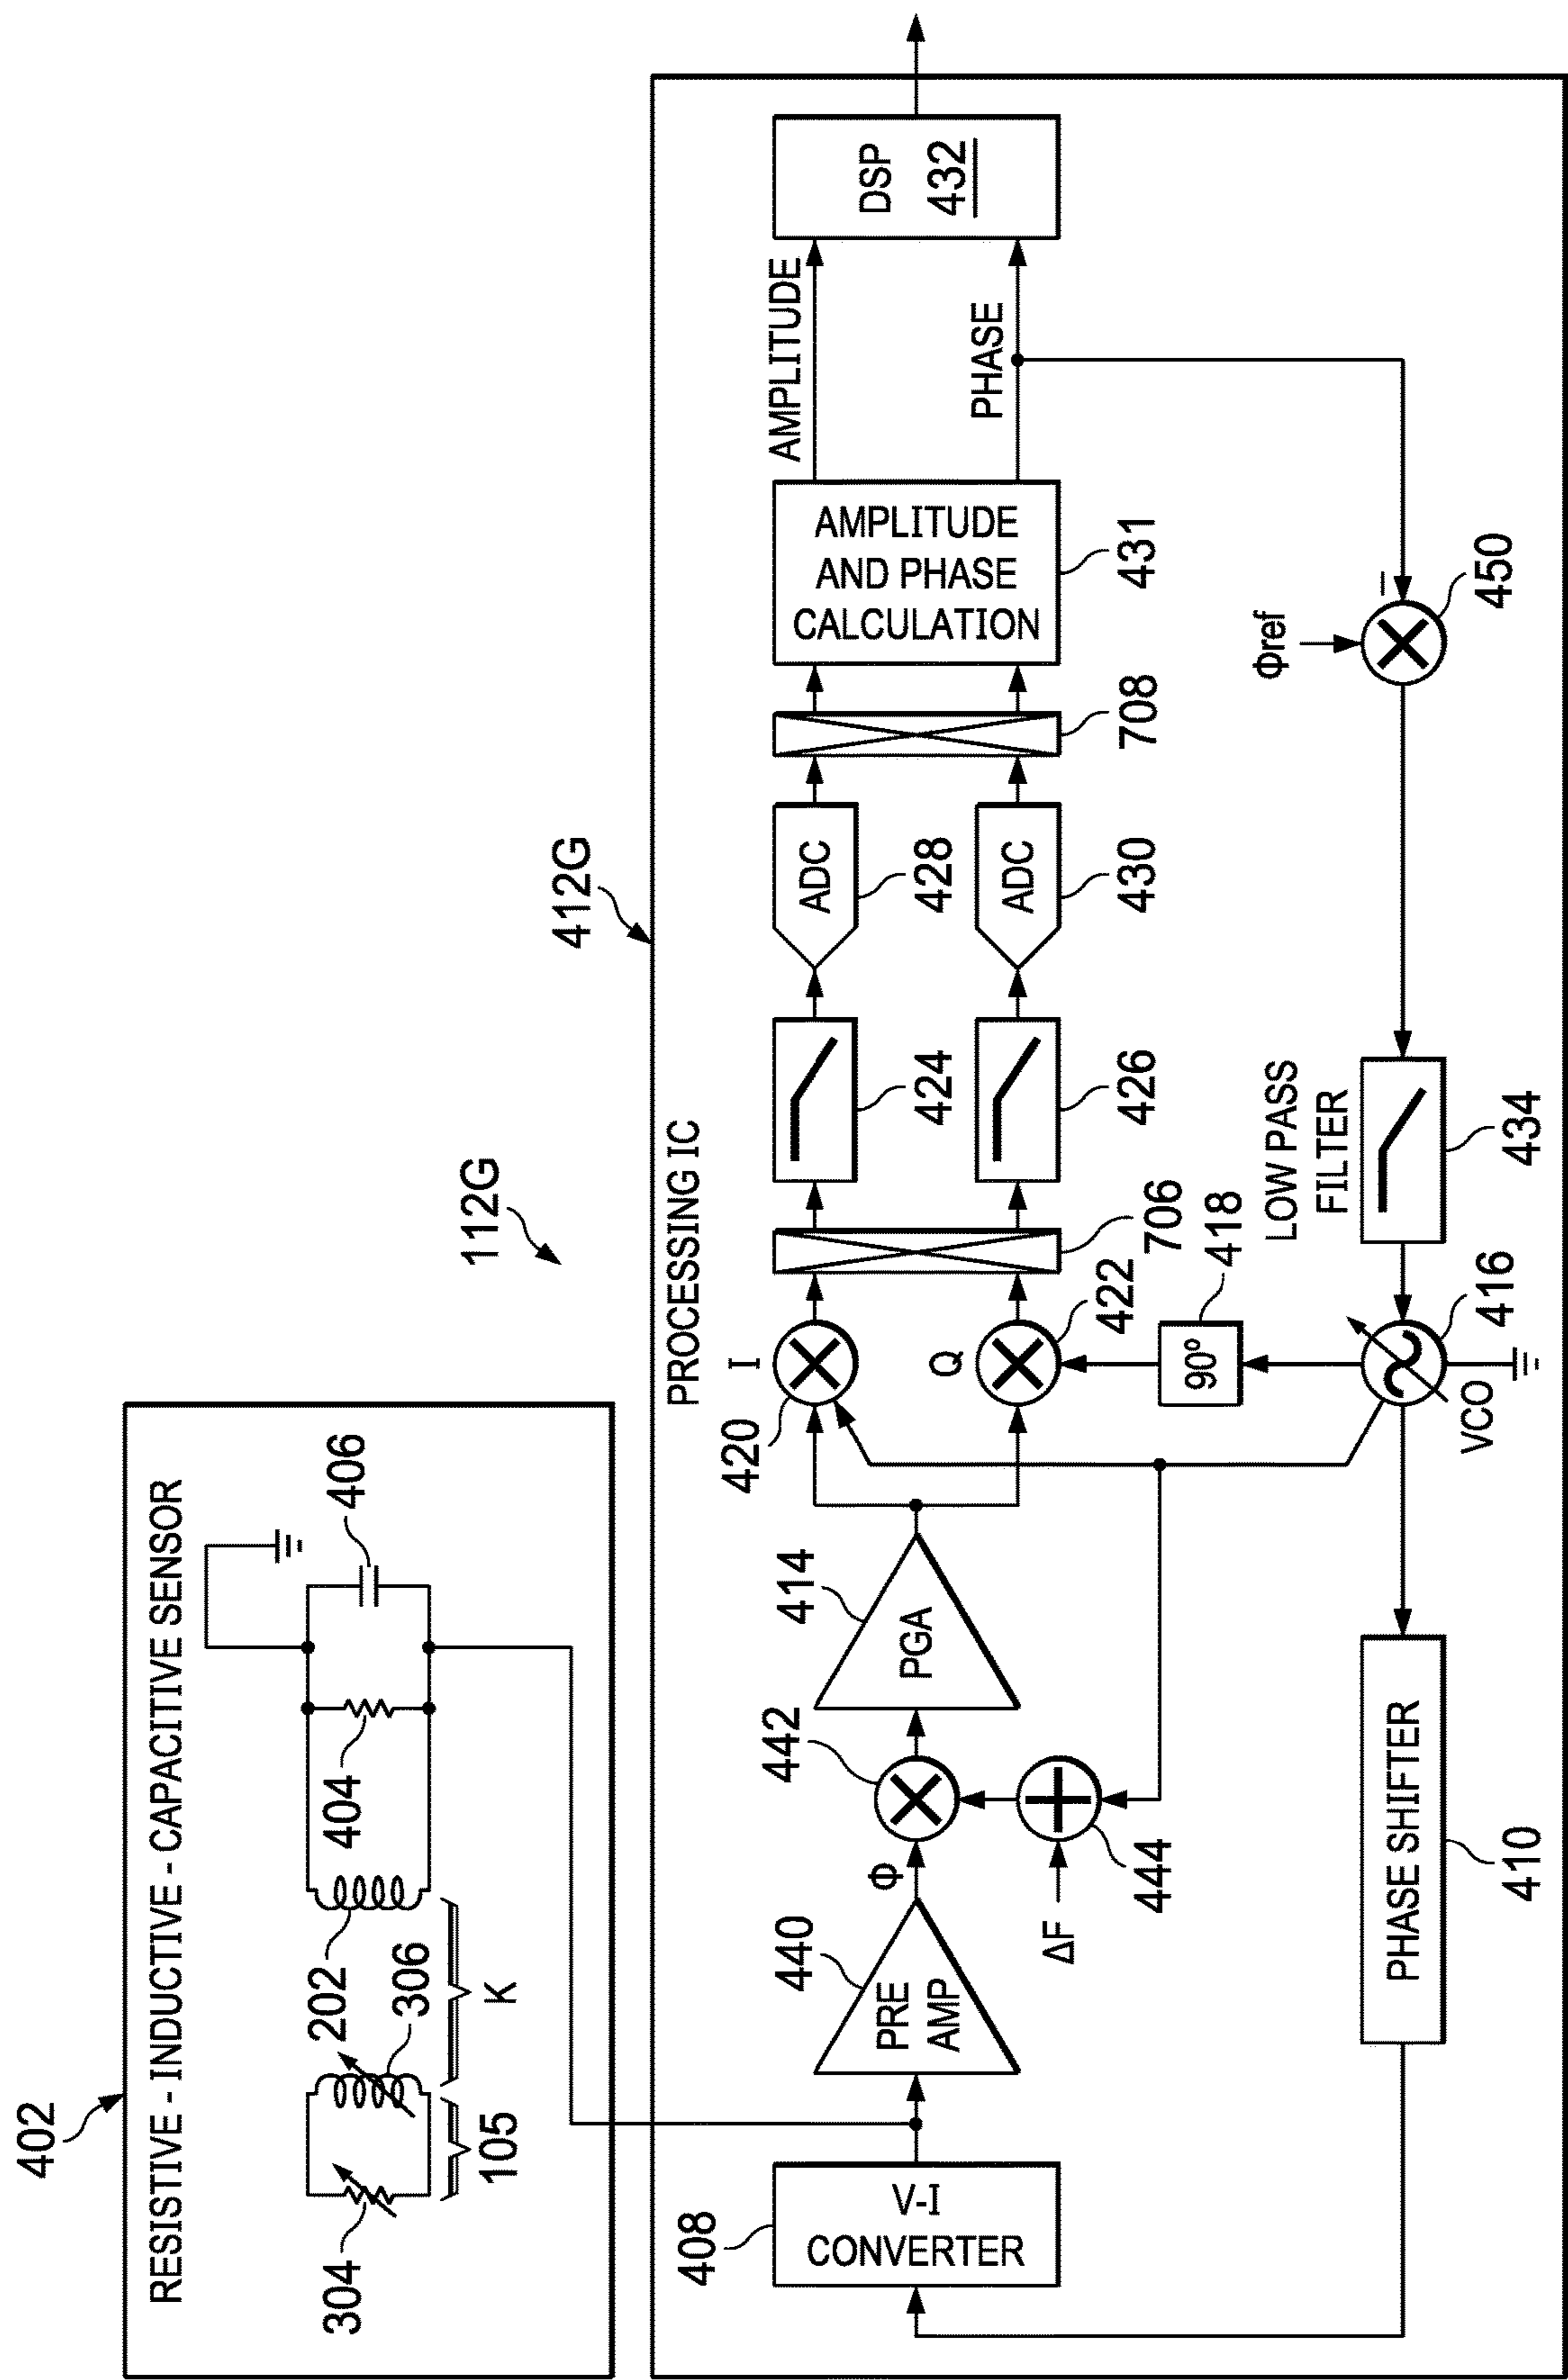 402
RESISTIVE - INDUCTIVE - CAPACITIVE SENSOR
304
306
202
404
406
105
K
112G
412G
PROCESSING IC
408
V-I
CONVERTER
440
PRE
AMP
Φ
442
ΔF
444
414
PGA
420
I
Q
422
90°
418
706
424
426
ADC
428
ADC
430
708
AMPLITUDE
AND PHASE
CALCULATION
431
AMPLITUDE
PHASE
DSP
432
PHASE SHIFTER
410
VCO
416
LOW PASS
FILTER
434
Φref
−
450